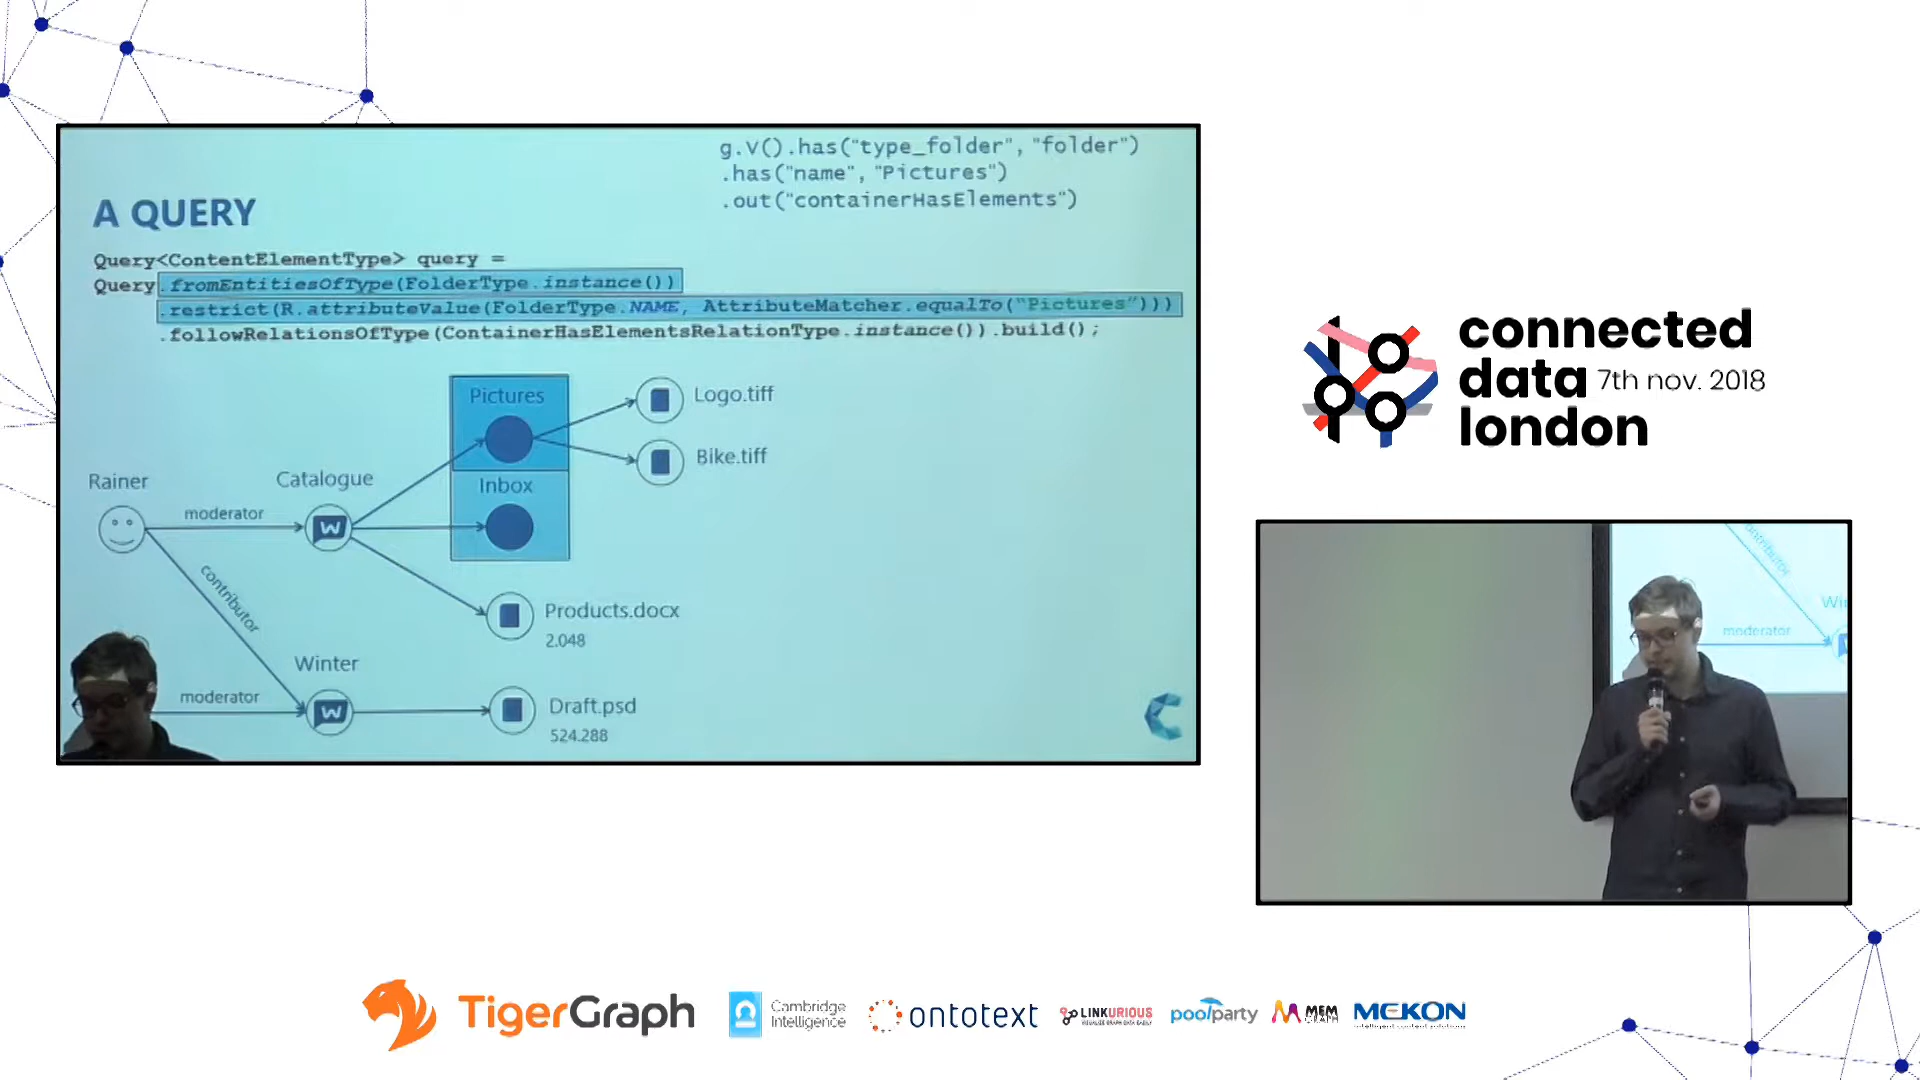 g.V().has("type_folder", "folder")
.has("name", "Pictures")
.out("containerHasElements")
A QUERY
Query<ContentElementType> query =
Query.fromEntitiesOfType(FolderType.instance())
.restrict(R.attributeValue(FolderType.NAME, AttributeMatcher.equalTo("Pictures")))
.followRelationsOfType(ContainerHasElementsRelationType.instance()).build();
Pictures
Logo.tiff
Bike.tiff
Inbox
Rainer
Catalogue
moderator
W
contributor
Products.docx
2.048
Winter
moderator
W
Draft.psd
524.288
connected
data 7th nov. 2018
london
contributor
moderator
TigerGraph
Cambridge
Intelligence
ontotext
LINKURIOUS
poolparty
MEM
GRAPH
MEKON